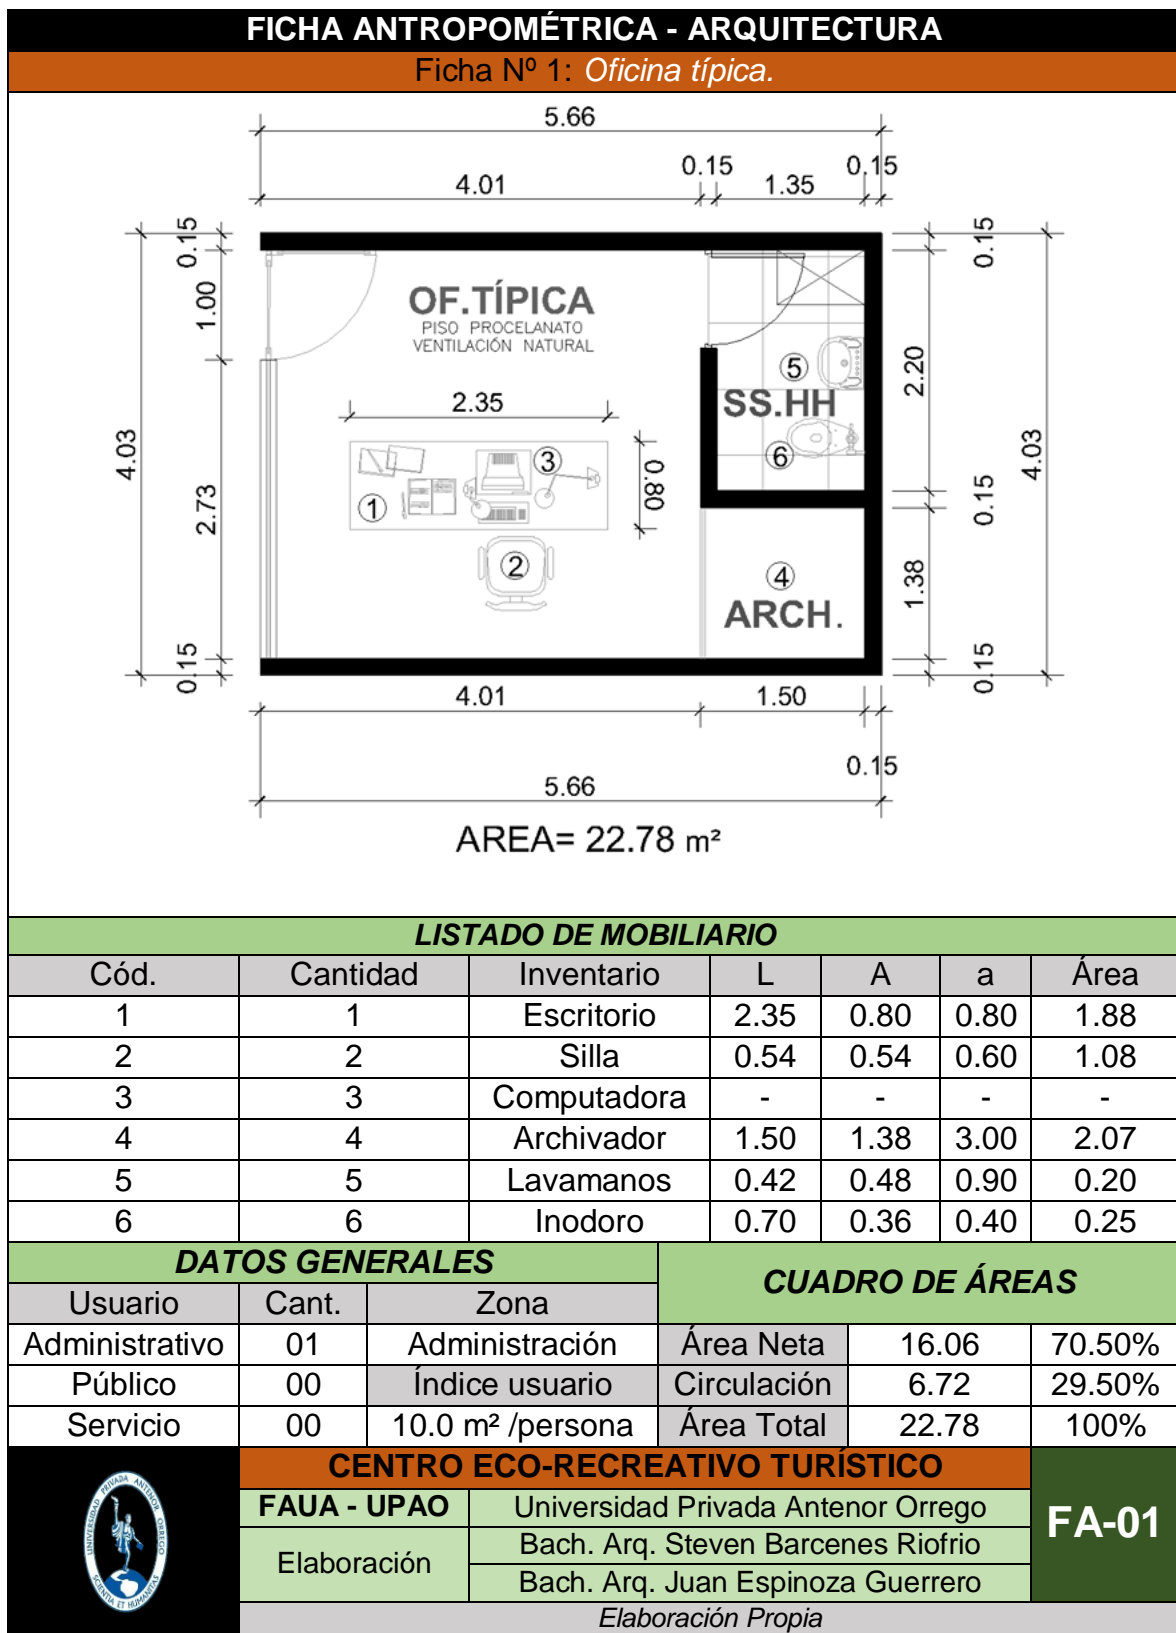 FICHA ANTROPOMÉTRICA - ARQUITECTURA
Ficha Nº 1: Oficina típica.
5.66
0.15 0.15
4.01 1.35
0.15 0.15
1.00
OF.TÍPICA
PISO PROCELANATO
VENTILACIÓN NATURAL
5
2.20
2.35
SS.HH
4.03 4.03
3 6
0.80
2.73 1
0.15
2
4
1.38
ARCH.
0.15 0.15
4.01 1.50
0.15
5.66
AREA= 22.78 m²
LISTADO DE MOBILIARIO
Cód. Cantidad Inventario L A a Área
1 1 Escritorio 2.35 0.80 0.80 1.88
2 2 Silla 0.54 0.54 0.60 1.08
3 3 Computadora - - - -
4 4 Archivador 1.50 1.38 3.00 2.07
5 5 Lavamanos 0.42 0.48 0.90 0.20
6 6 Inodoro 0.70 0.36 0.40 0.25
DATOS GENERALES CUADRO DE ÁREAS
Usuario Cant. Zona
Administrativo 01 Administración Área Neta 16.06 70.50%
Público 00 Índice usuario Circulación 6.72 29.50%
Servicio 00 10.0 m² /persona Área Total 22.78 100%
CENTRO ECO-RECREATIVO TURÍSTICO
FAUA - UPAO Universidad Privada Antenor Orrego
FA-01
Elaboración Bach. Arq. Steven Barcenes Riofrio
Bach. Arq. Juan Espinoza Guerrero
Elaboración Propia
UNIVERSIDAD PRIVADA ANTENOR ORREGO
SCIENTIA ET HUMANITAS